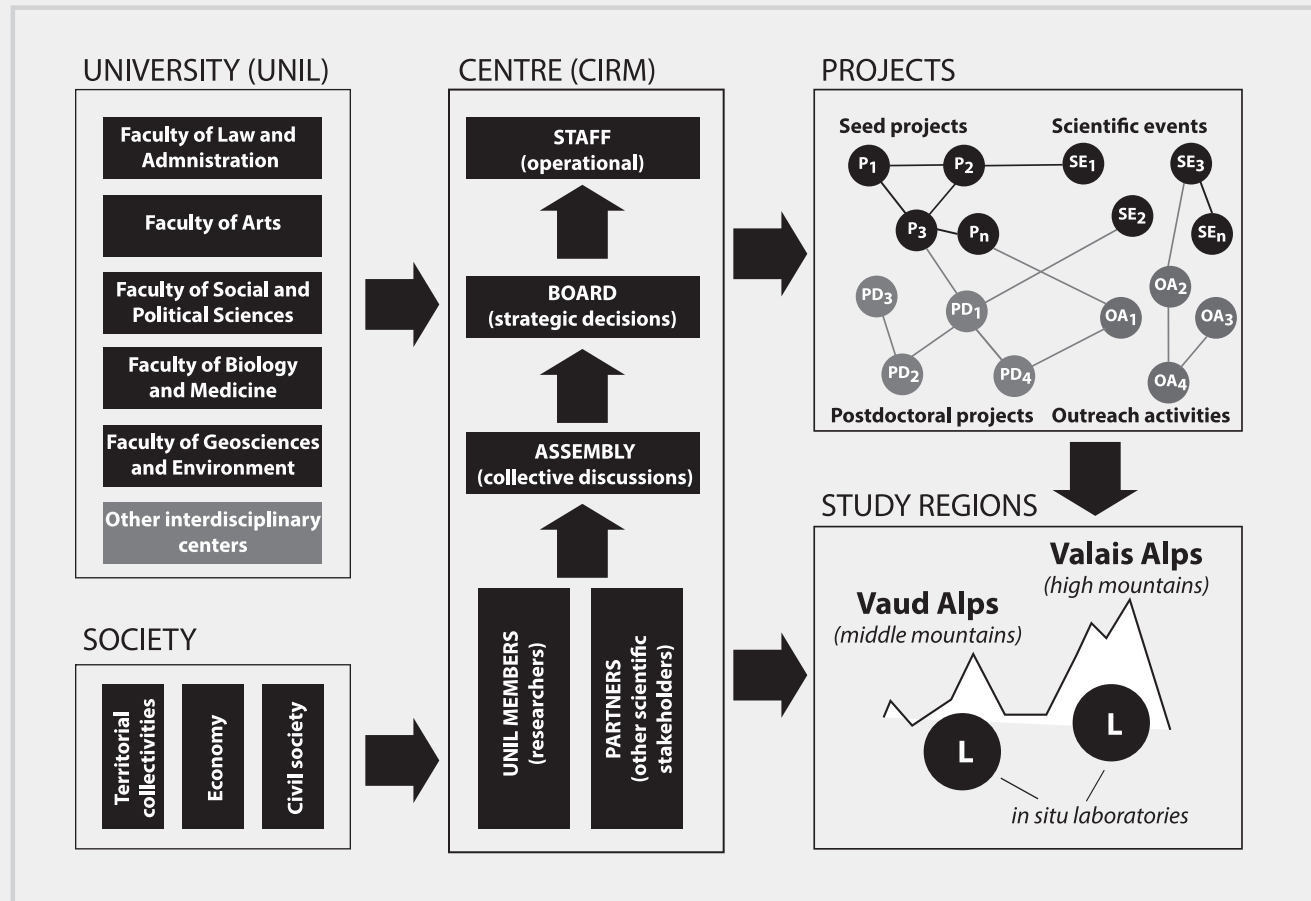 UNIVERSITY (UNIL)
Faculty of Law and
Admnistration
Faculty of Arts
Faculty of Social and
Political Sciences
Faculty of Biology
and Medicine
Faculty of Geosciences
and Environment
Other interdisciplinary
centers
SOCIETY
Territorial
collectivities
Economy
Civil society
CENTRE (CIRM)
STAFF
(operational)
BOARD
(strategic decisions)
ASSEMBLY
(collective discussions)
UNIL MEMBERS
(researchers)
PARTNERS
(other scientific
stakeholders)
PROJECTS
Seed projects
Scientific events
P1
P2
SE1
SE3
P3
Pn
SE2
SEn
PD3
PD1
OA2
OA1
OA3
PD2
PD4
OA4
Postdoctoral projects
Outreach activities
STUDY REGIONS
Valais Alps
(high mountains)
Vaud Alps
(middle mountains)
L
L
in situ laboratories